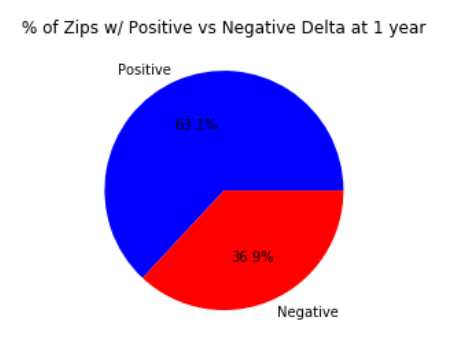 % of Zips w/ Positive vs Negative Delta at 1 year
Positive
63.1%
36.9%
Negative